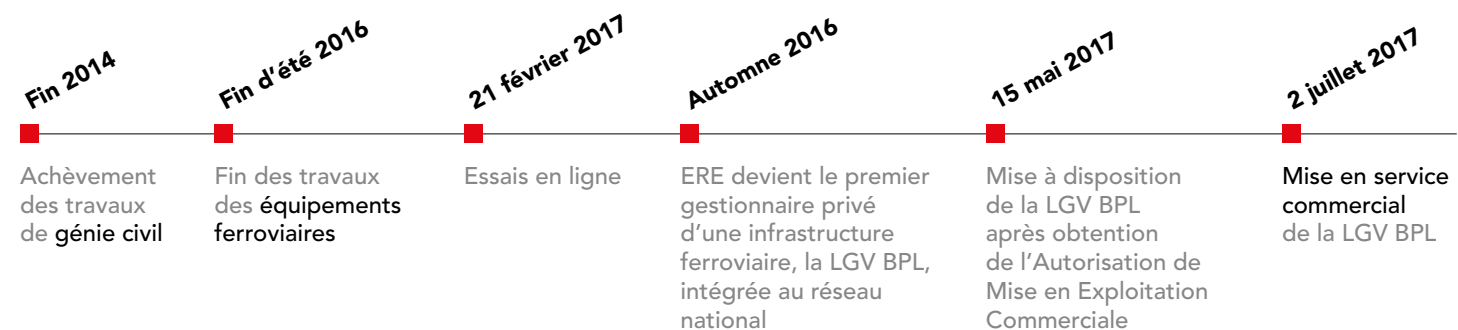 Fin 2014
Achèvement
des travaux
de génie civil
Fin d'été 2016
Fin des travaux
des équipements
ferroviaires
21 février 2017
Essais en ligne
Automne 2016
ERE devient le premier
gestionnaire privé
d'une infrastructure
ferroviaire, la LGV BPL,
intégrée au réseau
national
15 mai 2017
Mise à disposition
de la LGV BPL
après obtention
de l'Autorisation de
Mise en Exploitation
Commerciale
2 juillet 2017
Mise en service
commercial
de la LGV BPL